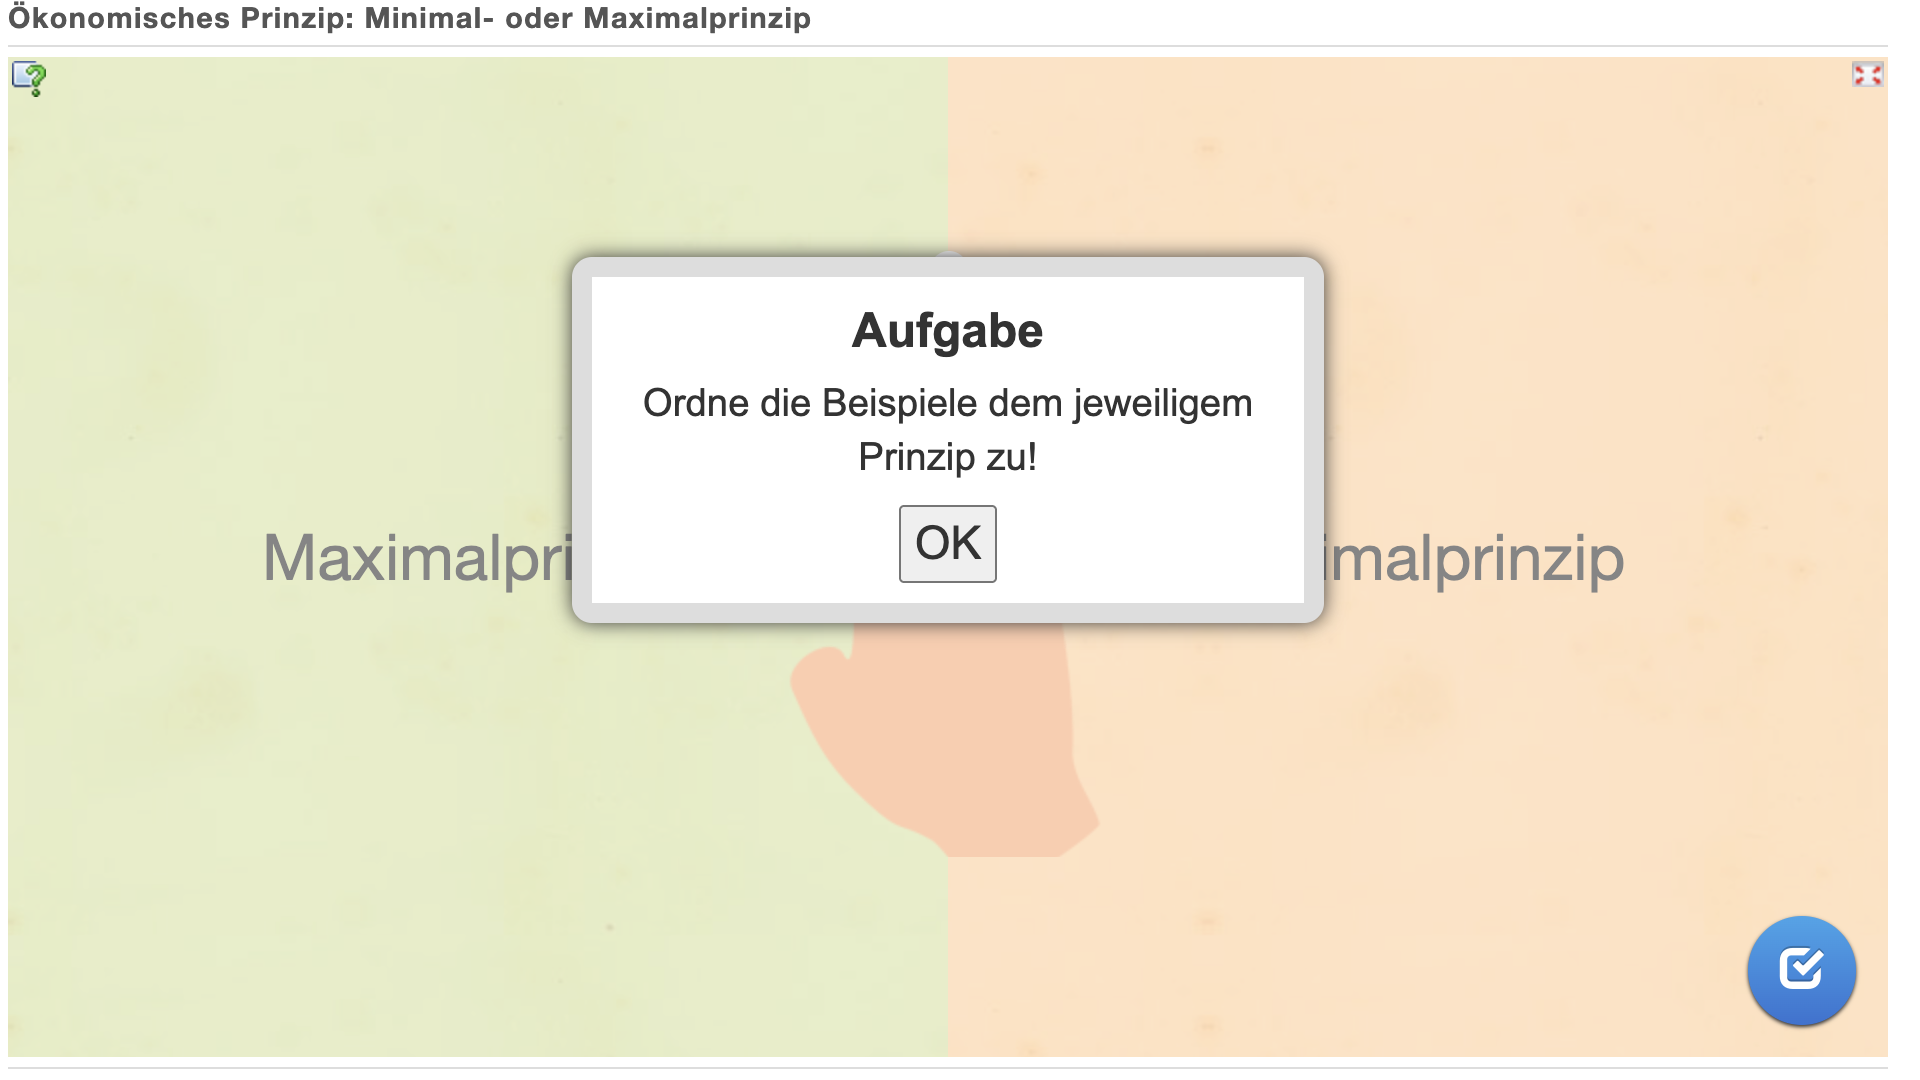 Ökonomisches Prinzip: Minimal- oder Maximalprinzip
Aufgabe
Ordne die Beispiele dem jeweiligem
Prinzip zu!
OK
Maximalpri
imalprinzip